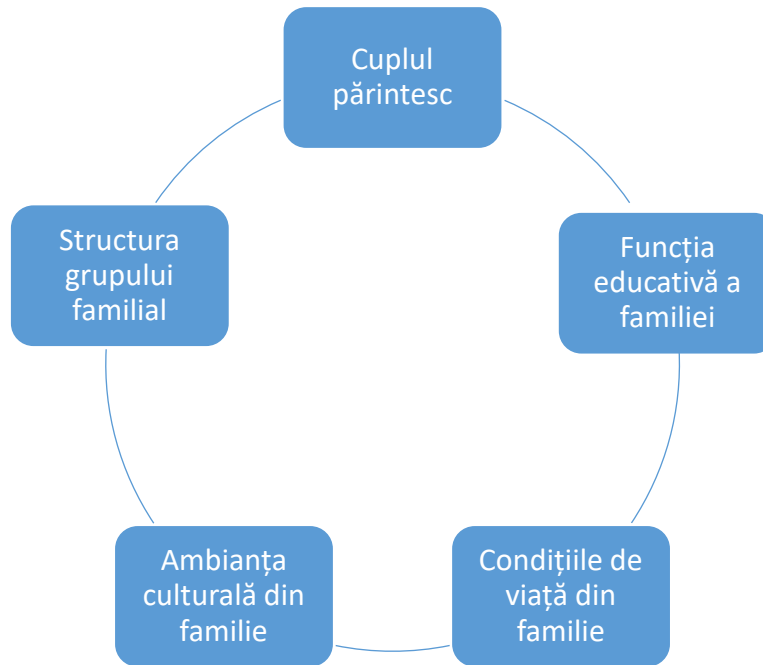 Cuplul
părintesc
Structura
grupului
familial
Funcția
educativă a
familiei
Ambianța
culturală din
familie
Condițiile de
viață din
familie